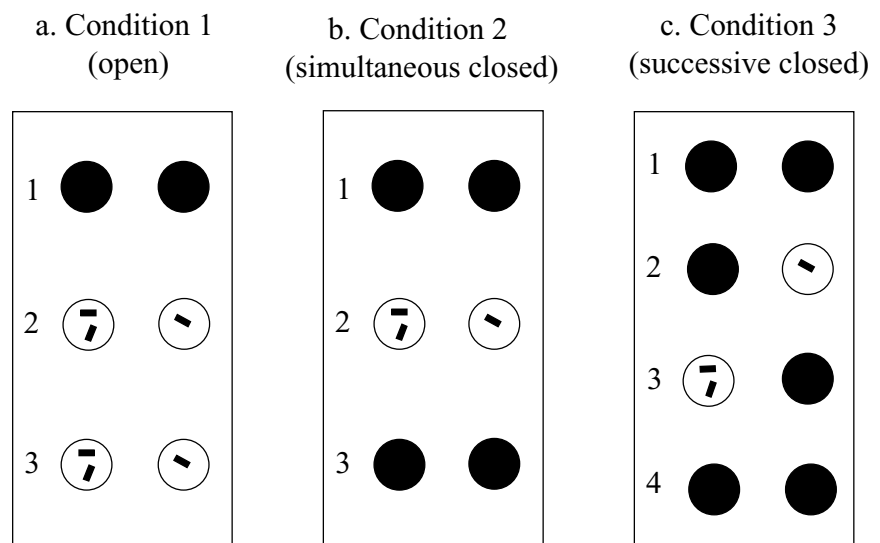 a. Condition 1
(open)
b. Condition 2
(simultaneous closed)
c. Condition 3
(successive closed)
1
2
3
1
2
3
1
2
3
4